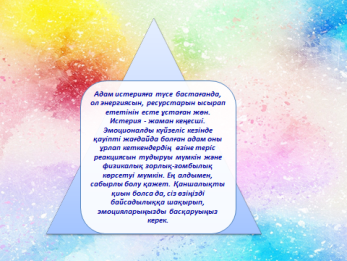 Адам истерияға түсе бастағанда,
ол энергиясын, ресурстарын ысырап
ететінін есте ұстаған жөн.
Истерия - жаман кеңесші.
Эмоционалды күйзеліс кезінде
қауіпті жағдайда болған адам оны
ұрлап кеткендердің өзіне теріс
реакциясын тудыруы мүмкін және
физикалық зорлық-зомбылық
көрсетуі мүмкін. Ең алдымен,
сабырлы болу қажет. Қаншалықты
қиын болса да, сіз өзіңізді
байсалдылыққа шақырып,
эмоцияларыңызды басқаруыңыз
керек.